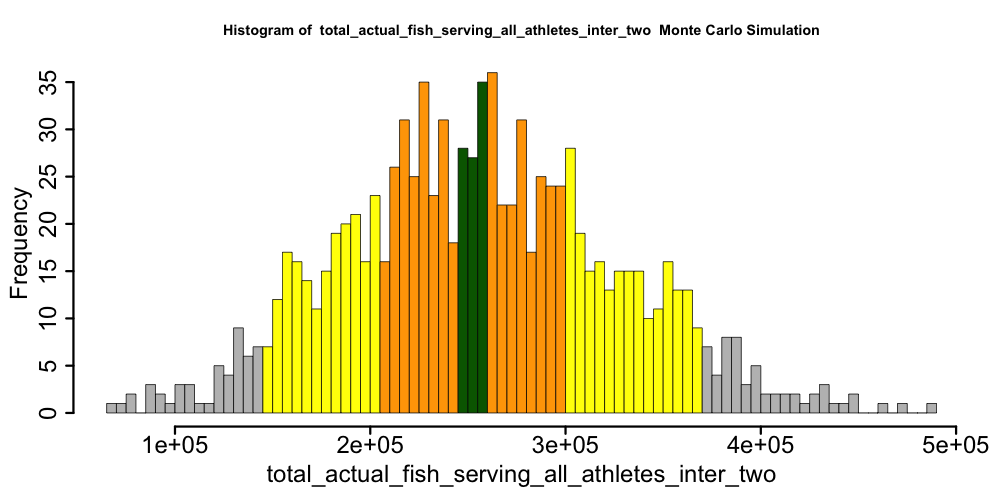 Histogram of  total_actual_fish_serving_all_athletes_inter_two  Monte Carlo Simulation
Frequency
35
30
25
20
15
10
5
0
1e+05 2e+05 3e+05 4e+05 5e+05
total_actual_fish_serving_all_athletes_inter_two